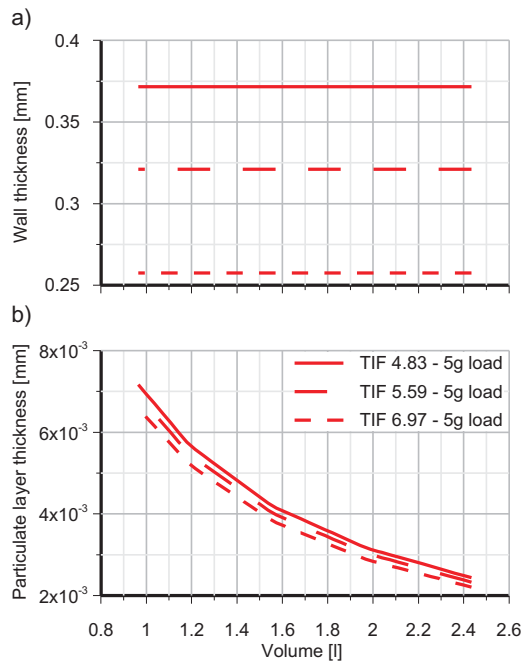 a)
0.4
0.35
0.3
0.25
Wall thickness [mm]
b)
8x10⁻³
6x10⁻³
4x10⁻³
2x10⁻³
Particulate layer thickness [mm]
TIF 4.83 - 5g load
TIF 5.59 - 5g load
TIF 6.97 - 5g load
0.8 1 1.2 1.4 1.6 1.8 2 2.2 2.4 2.6
Volume [l]